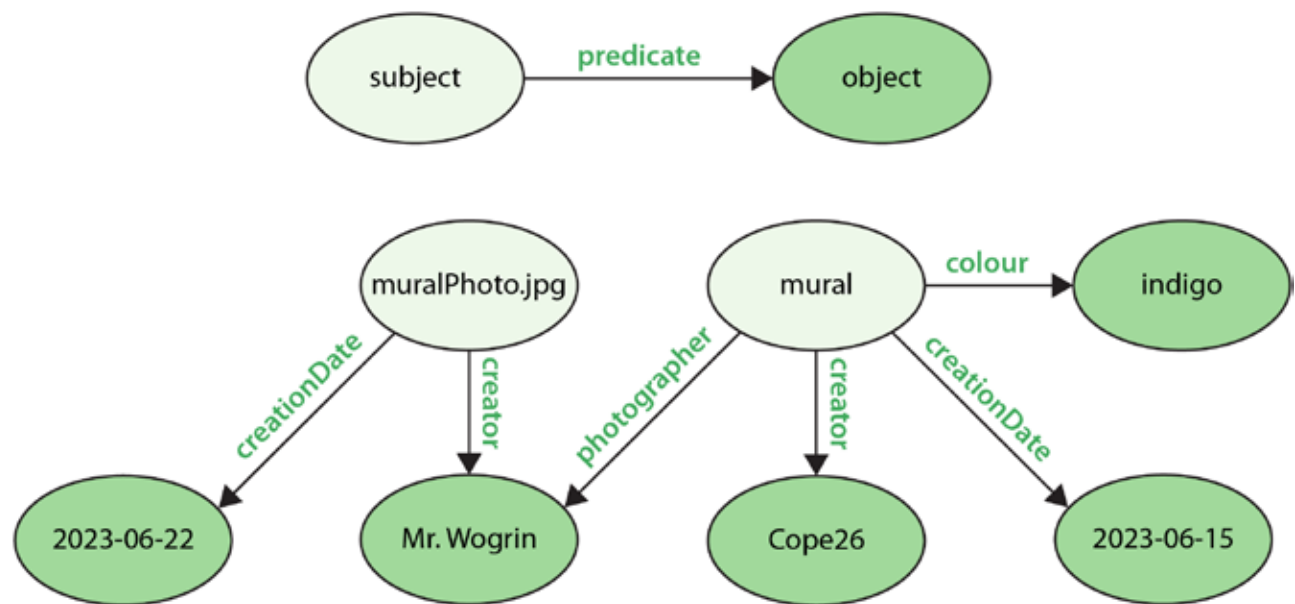 predicate
subject
object
muralPhoto.jpg
mural
colour
indigo
creationDate
creator
photographer
creator
creationDate
2023-06-22
Mr. Wogrin
Cope26
2023-06-15